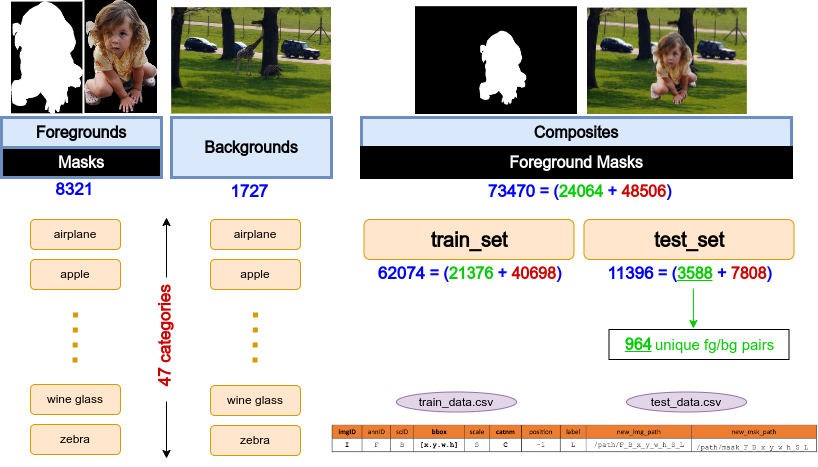 Foregrounds
Masks
8321
Backgrounds
1727
Composites
Foreground Masks
73470 = (24064 + 48506)
airplane
apple
wine glass
zebra
47 categories
airplane
apple
wine glass
zebra
train_set
62074 = (21376 + 40698)
test_set
11396 = (3588 + 7808)
964 unique fg/bg pairs
train_data.csv
test_data.csv
imgID annID scID bbox scale catnm position label new_img_path new_msk_path
I F B [x.y.w.h] S C -1 L /path/F_B_x_y_w_h_S_L /path/mask_F_B_x_y_w_h_S_L